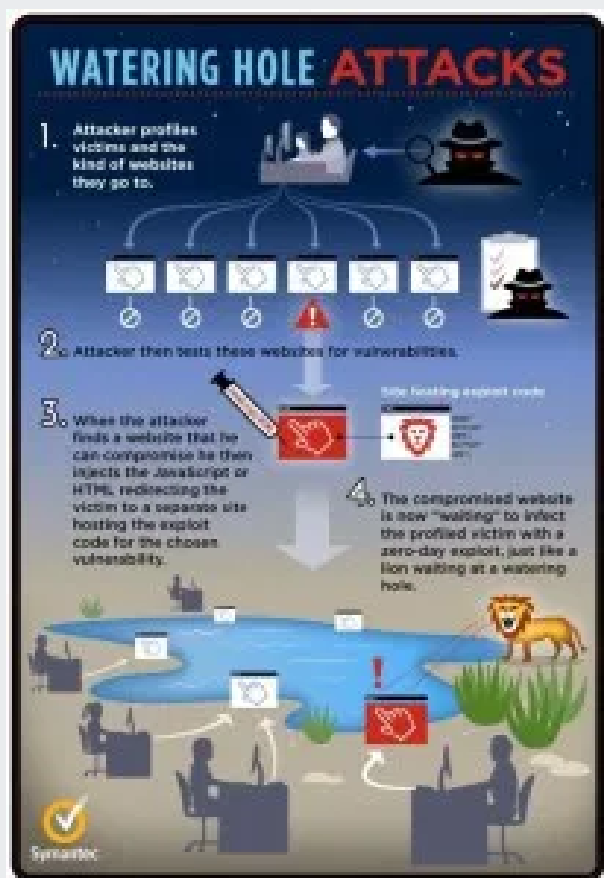 WATERING HOLE ATTACKS
1. Attacker profiles
victims and the
kind of websites
they go to.
2. Attacker then tests these websites for vulnerabilities.
Site hosting exploit code
3. When the attacker
finds a website that he
can compromise he then
injects the JavaScript or
HTML redirecting the
victim to a separate site
hosting the exploit
code for the chosen
vulnerability.
4. The compromised website
is now "waiting" to infect
the profiled victim with a
zero-day exploit, just like a
lion waiting at a watering
hole.
!
!
Symantec